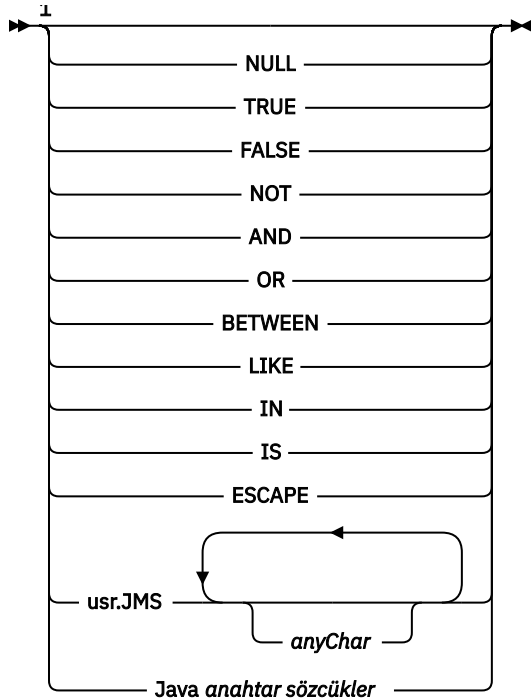 1
NULL
TRUE
FALSE
NOT
AND
OR
BETWEEN
LIKE
IN
IS
ESCAPE
usr.JMS
anyChar
Java anahtar sözcükler